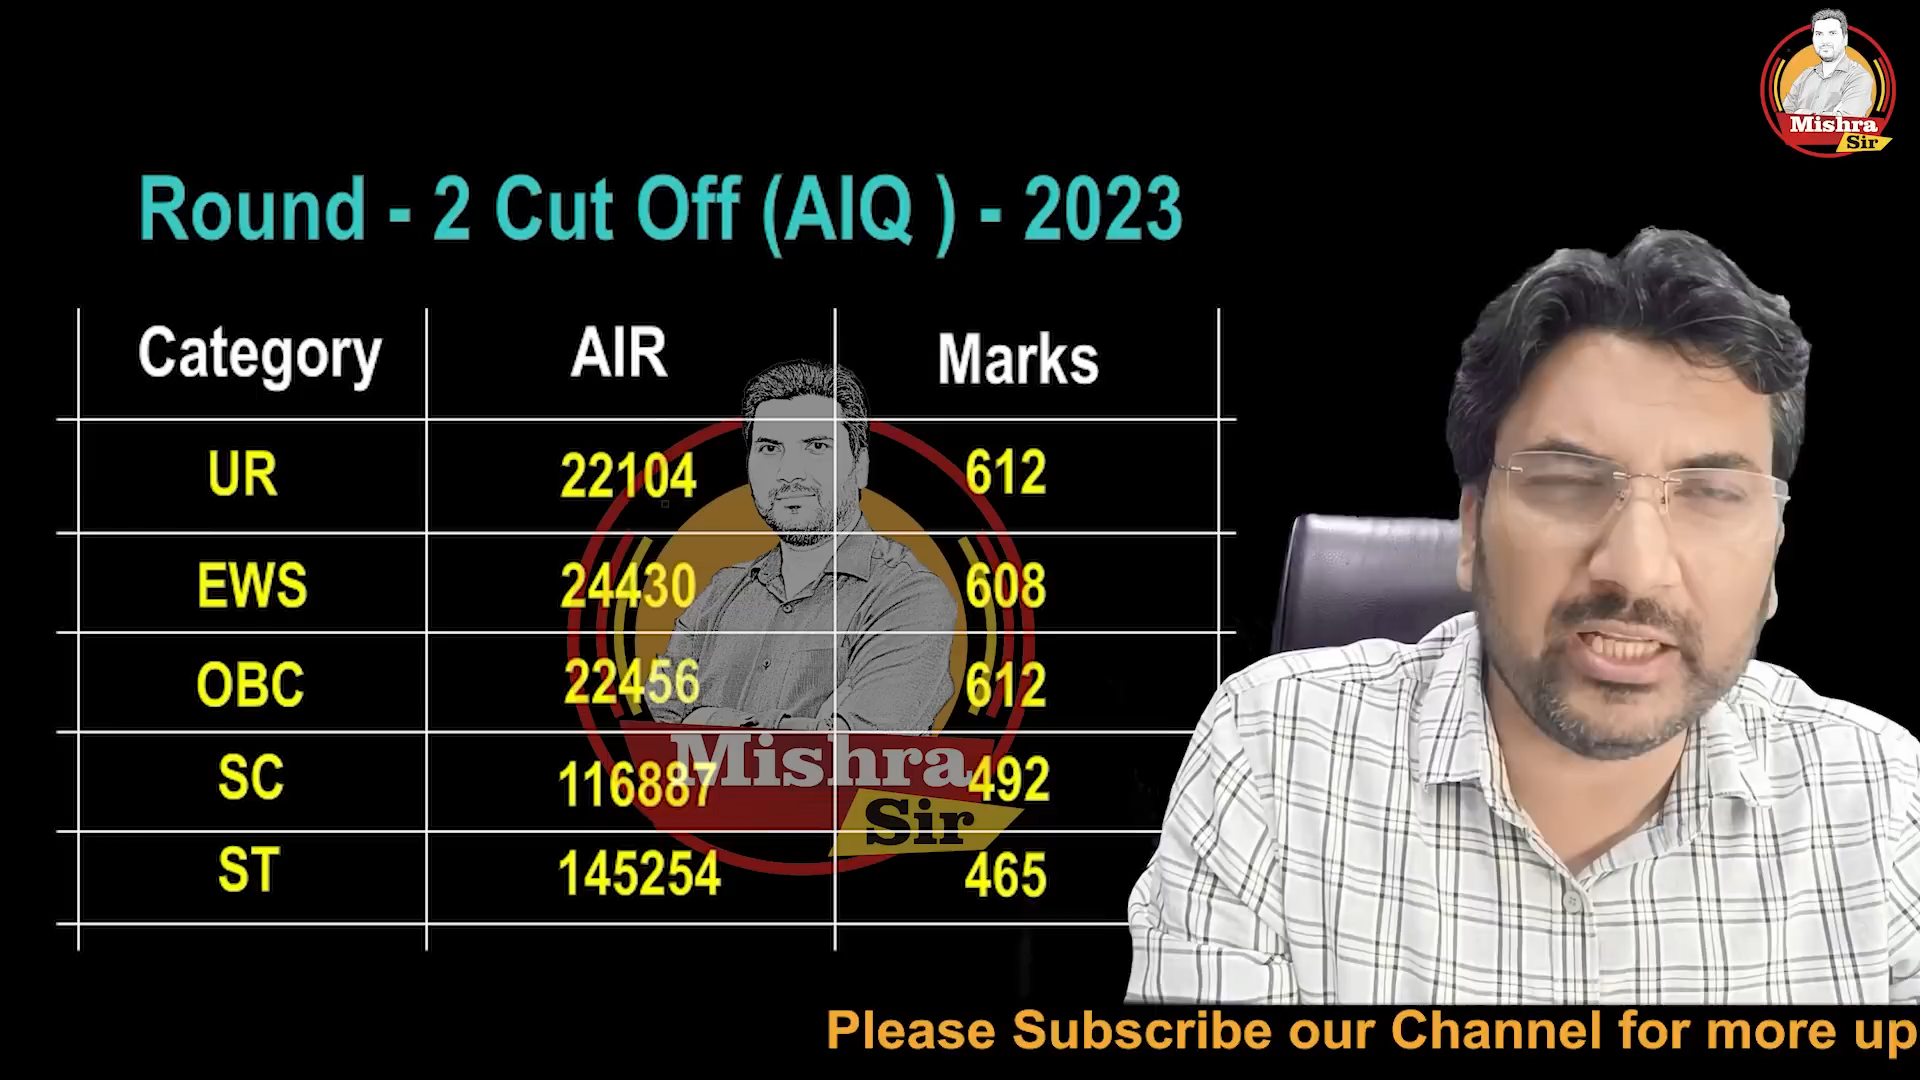 Mishra
Sir
Round - 2 Cut Off (AIQ ) - 2023
Category AIR Marks
UR 22104 612
EWS 24430 608
OBC 22456 612
SC 116887 492
ST 145254 465
Mishra
Sir
Please Subscribe our Channel for more up